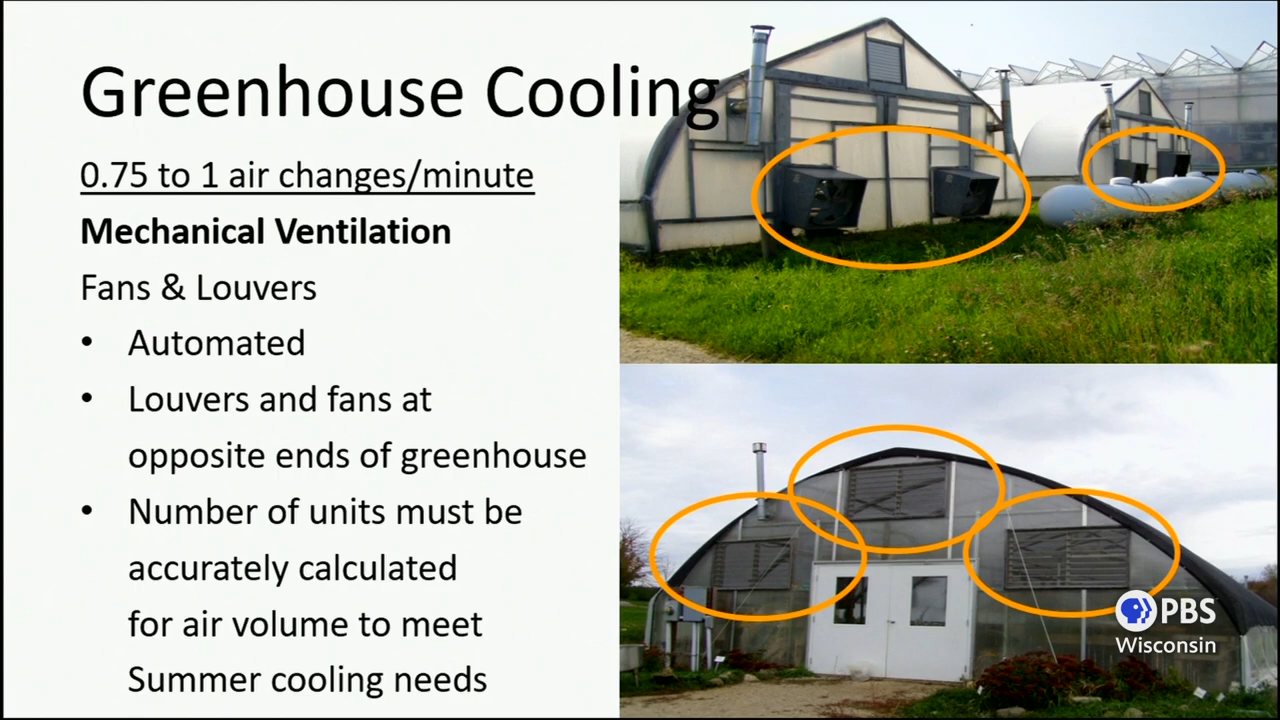 Greenhouse Cooling
0.75 to 1 air changes/minute
Mechanical Ventilation
Fans & Louvers
• Automated
• Louvers and fans at
opposite ends of greenhouse
• Number of units must be
accurately calculated
for air volume to meet
Summer cooling needs
PBS
Wisconsin